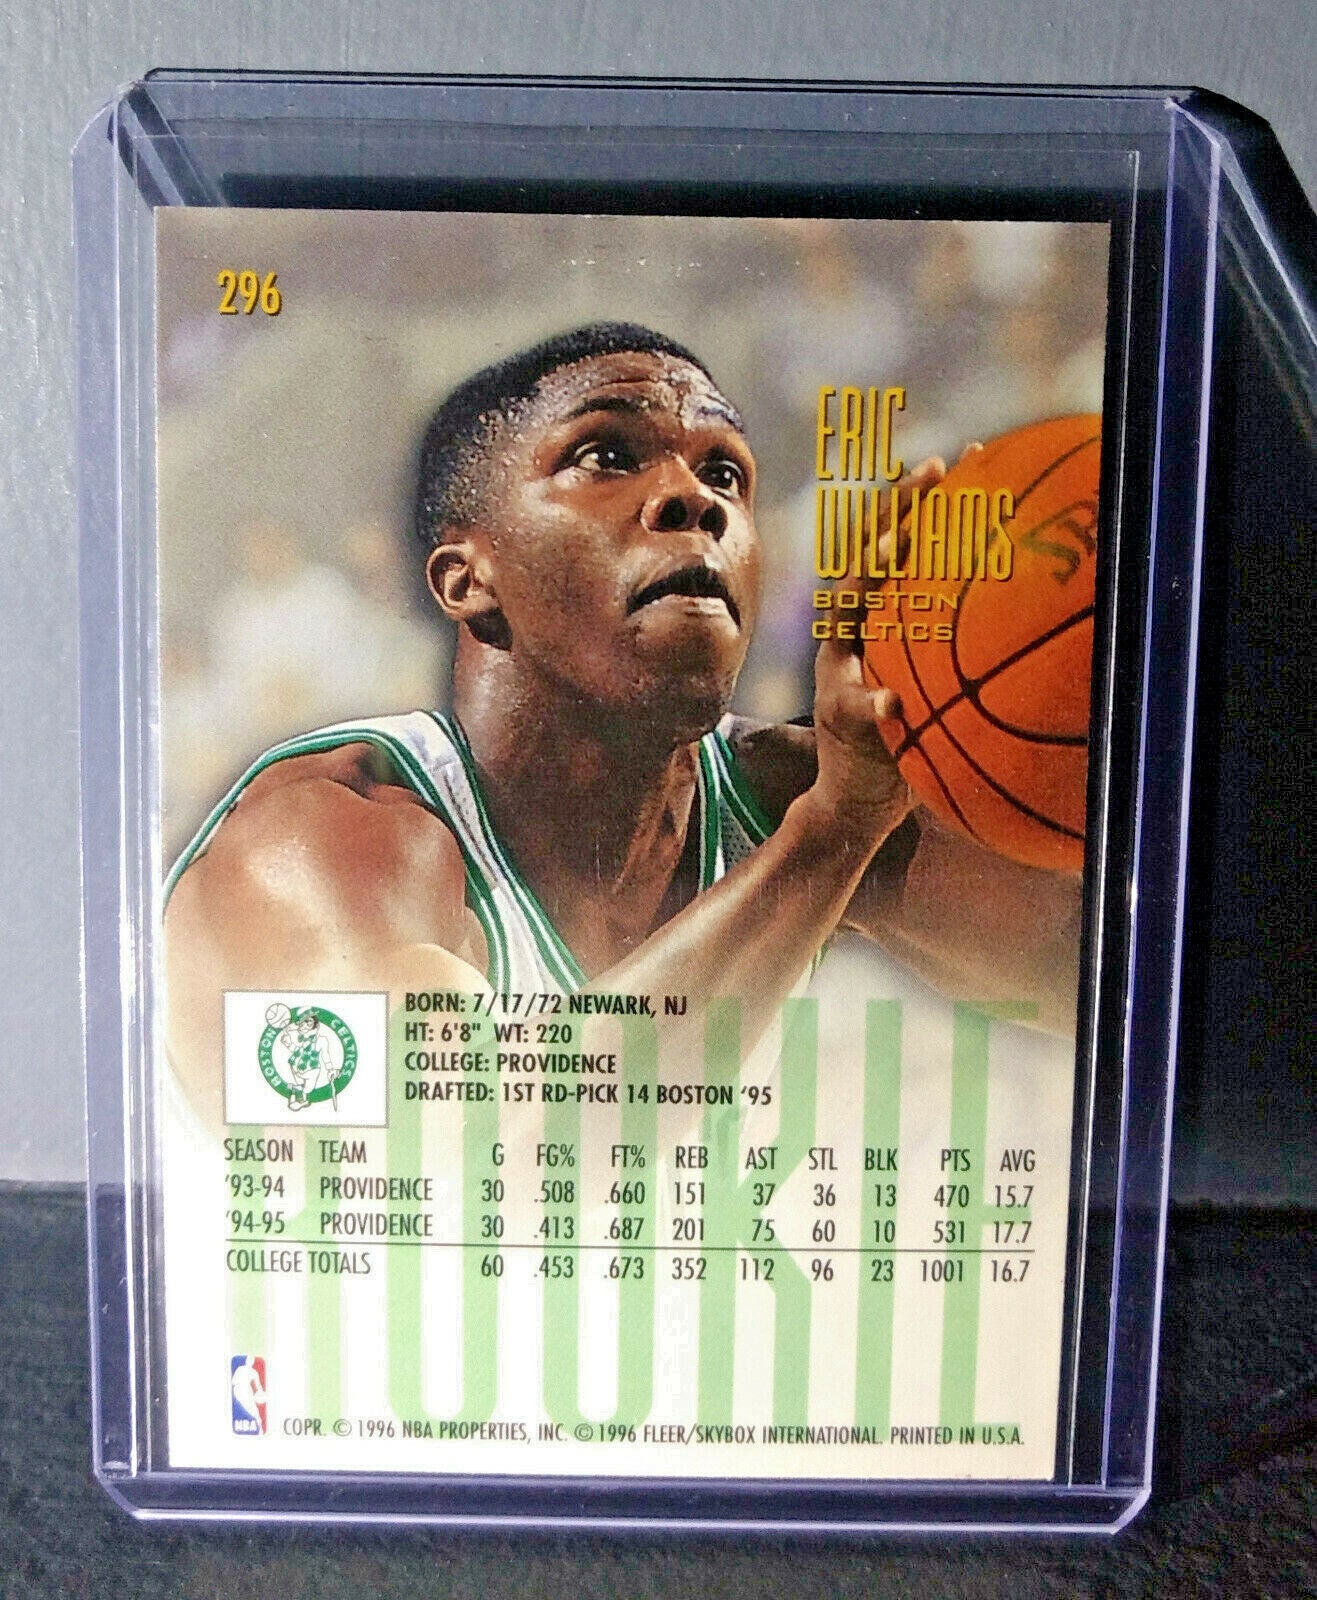 296
ERIC
WILLIAMS
BOSTON
CELTICS
BOSTON CELTICS
BORN: 7/17/72 NEWARK, NJ
HT: 6'8" WT: 220
COLLEGE: PROVIDENCE
DRAFTED: 1ST RD-PICK 14 BOSTON '95
ROOKIE
SEASON TEAM G FG% FT% REB AST STL BLK PTS AVG
'93-94 PROVIDENCE 30 .508 .660 151 37 36 13 470 15.7
'94-95 PROVIDENCE 30 .413 .687 201 75 60 10 531 17.7
COLLEGE TOTALS 60 .453 .673 352 112 96 23 1001 16.7
NBA
COPR. © 1996 NBA PROPERTIES, INC. © 1996 FLEER/SKYBOX INTERNATIONAL. PRINTED IN U.S.A.